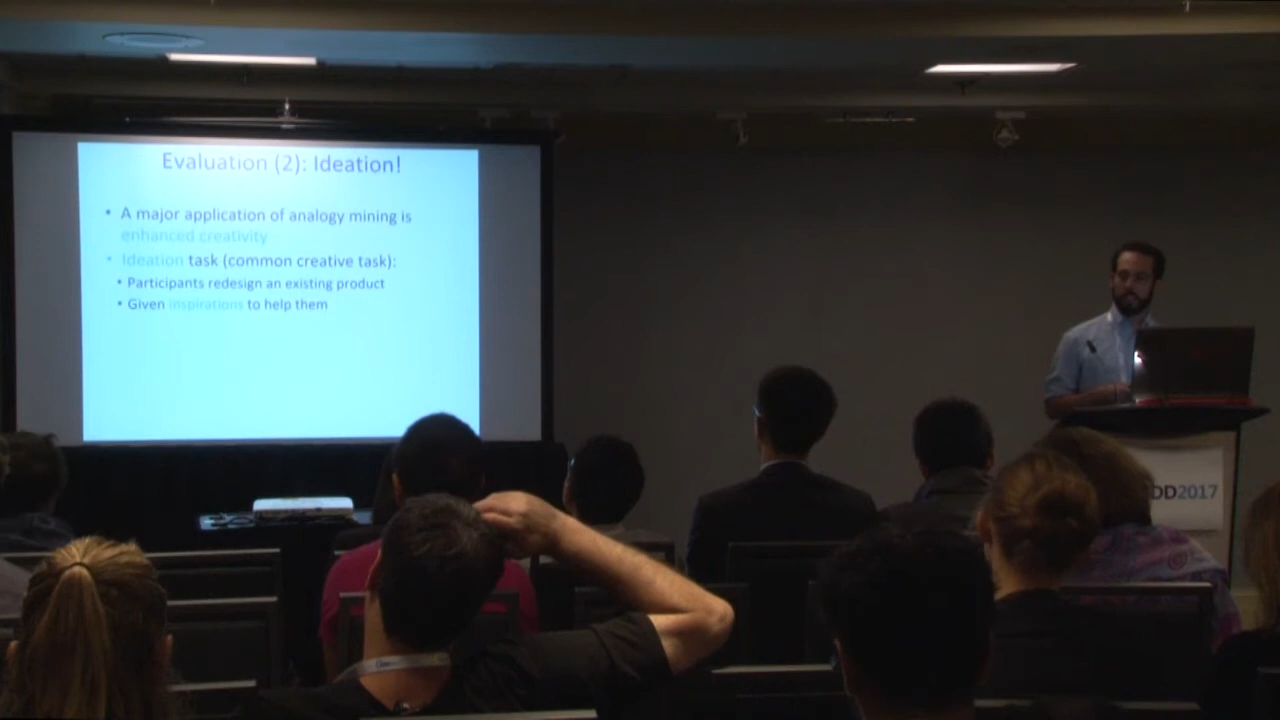 Evaluation (2): Ideation!
• A major application of analogy mining is
enhanced creativity
• Ideation task (common creative task):
• Participants redesign an existing product
• Given inspirations to help them
DD2017